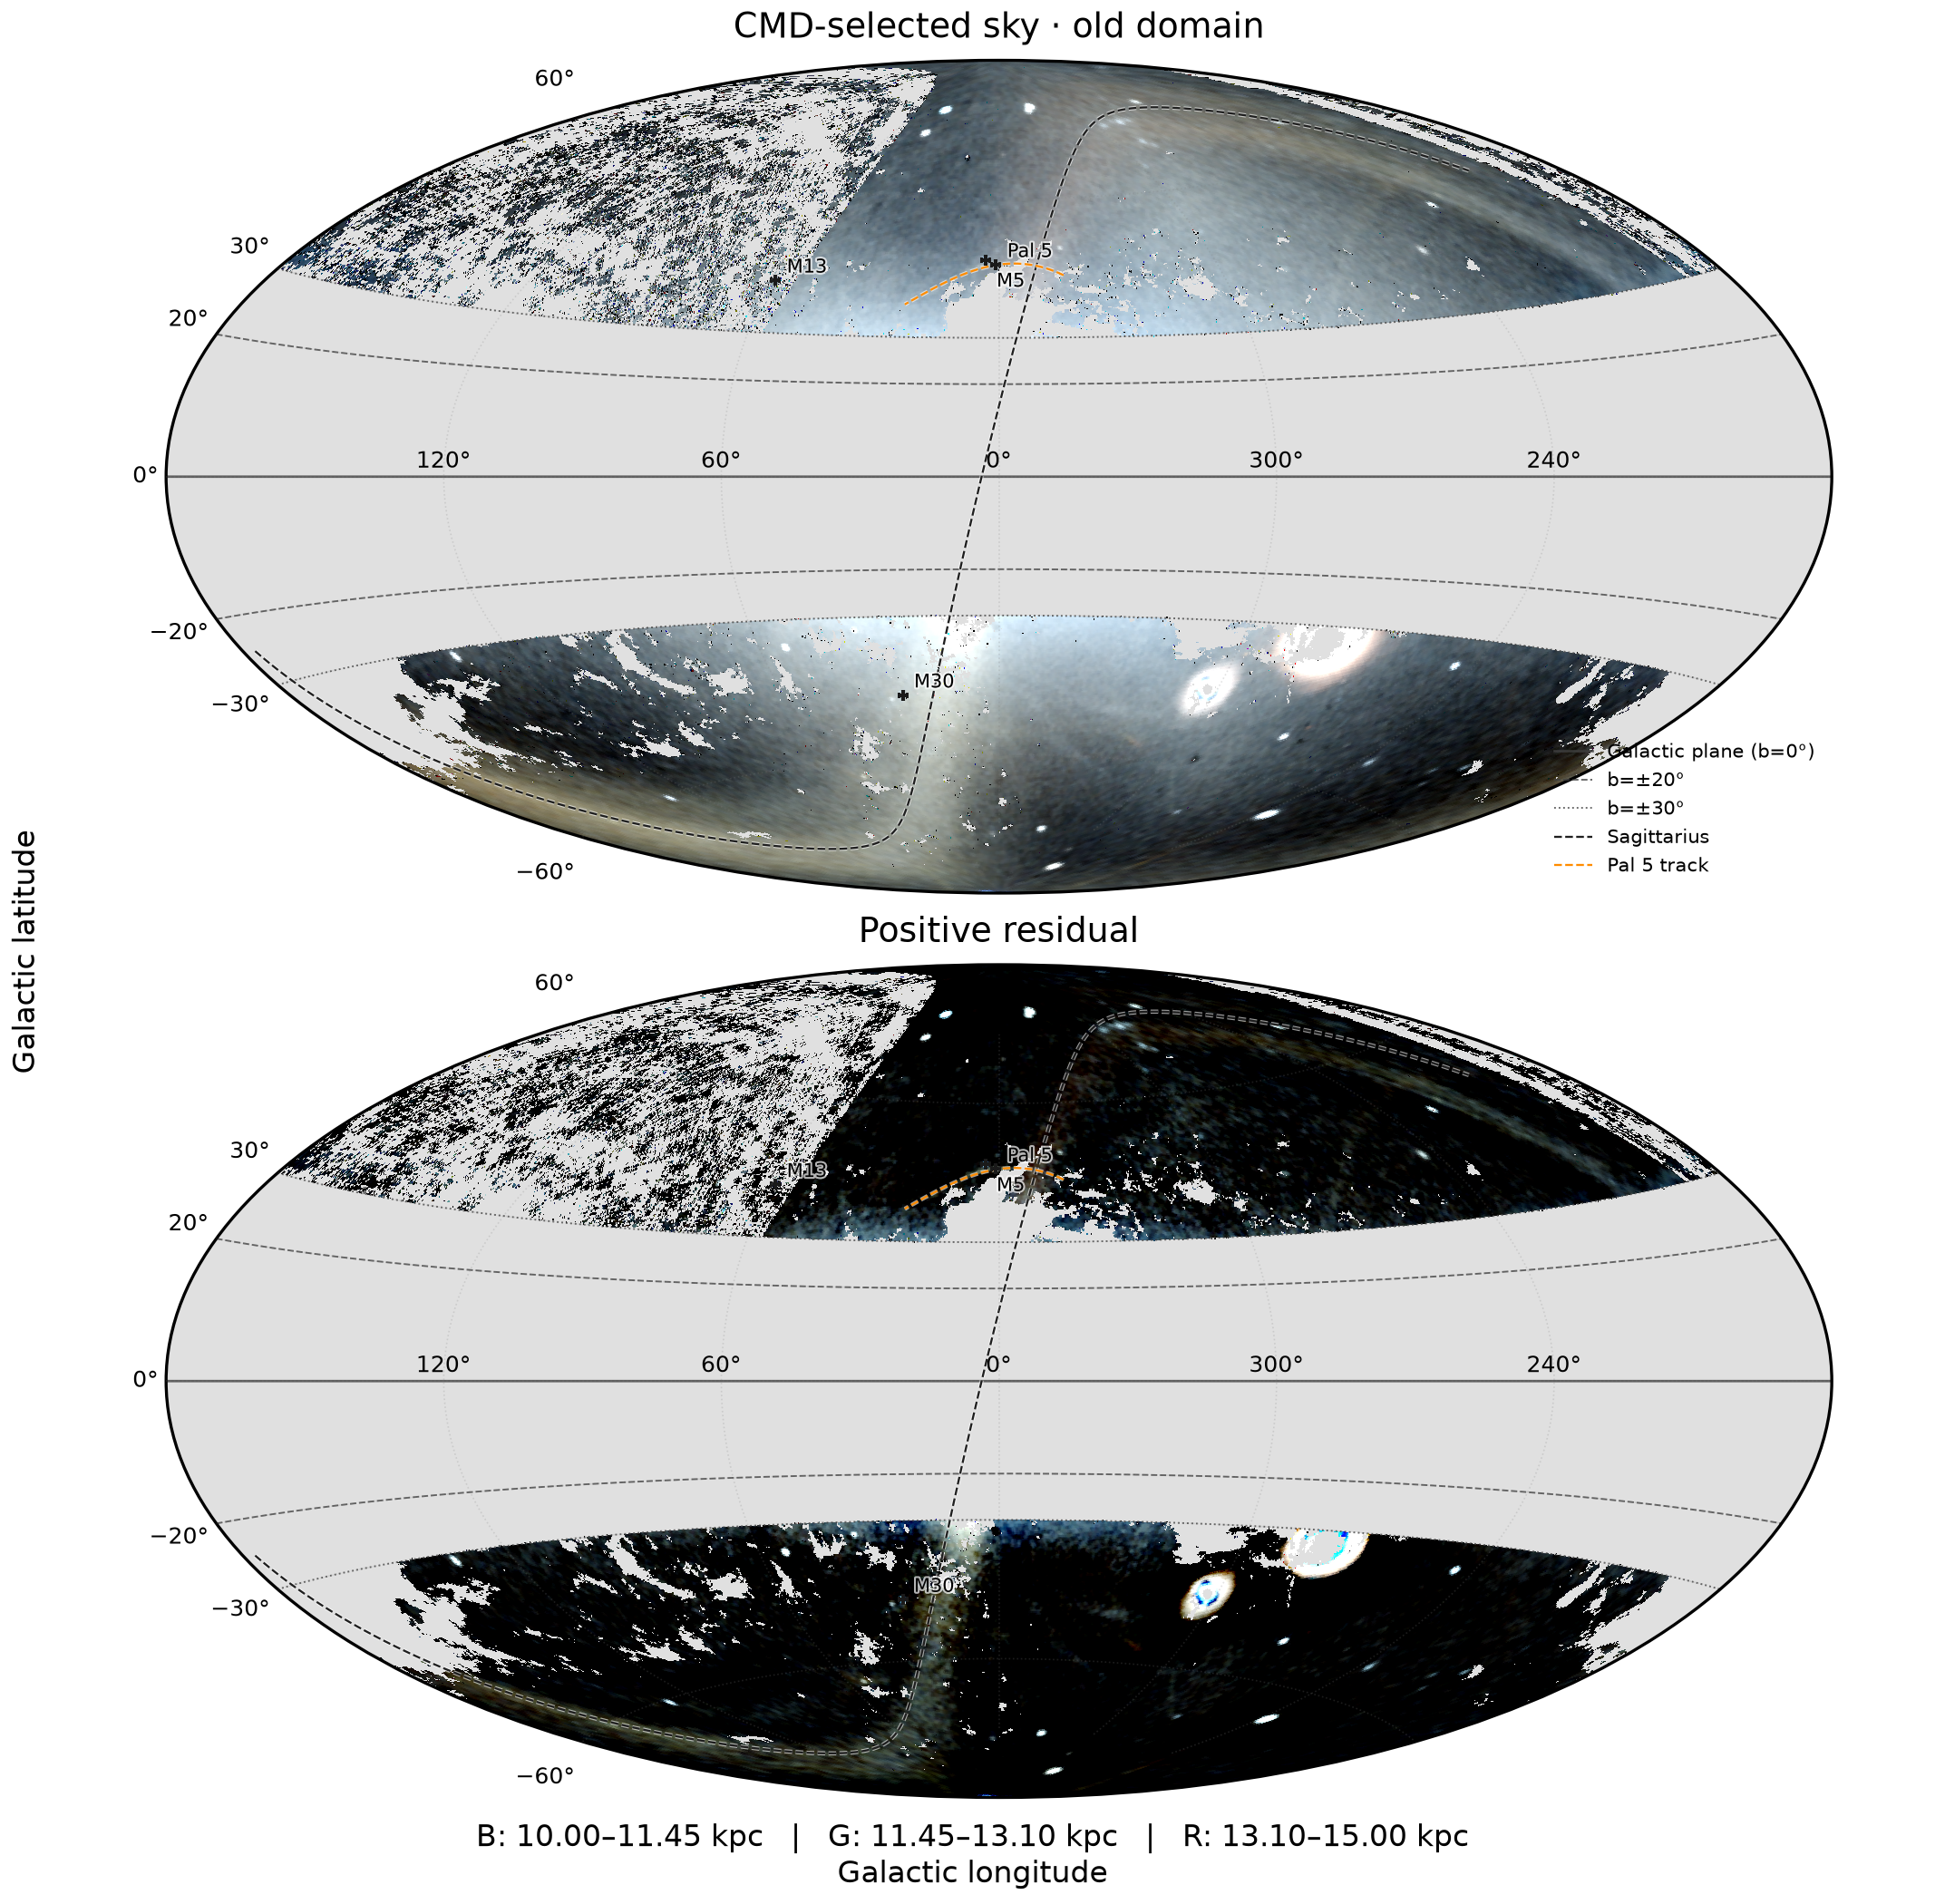 CMD-selected sky · old domain
60°
30°
20°
0°
−20°
−30°
−60°
120°
60°
0°
300°
240°
M13
Pal 5
M5
M30
Galactic plane (b=0°)
b=±20°
b=±30°
Sagittarius
Pal 5 track
Galactic latitude
Positive residual
60°
30°
20°
0°
−20°
−30°
−60°
120°
60°
0°
300°
240°
M13
Pal 5
M5
M30
B: 10.00–11.45 kpc | G: 11.45–13.10 kpc | R: 13.10–15.00 kpc
Galactic longitude